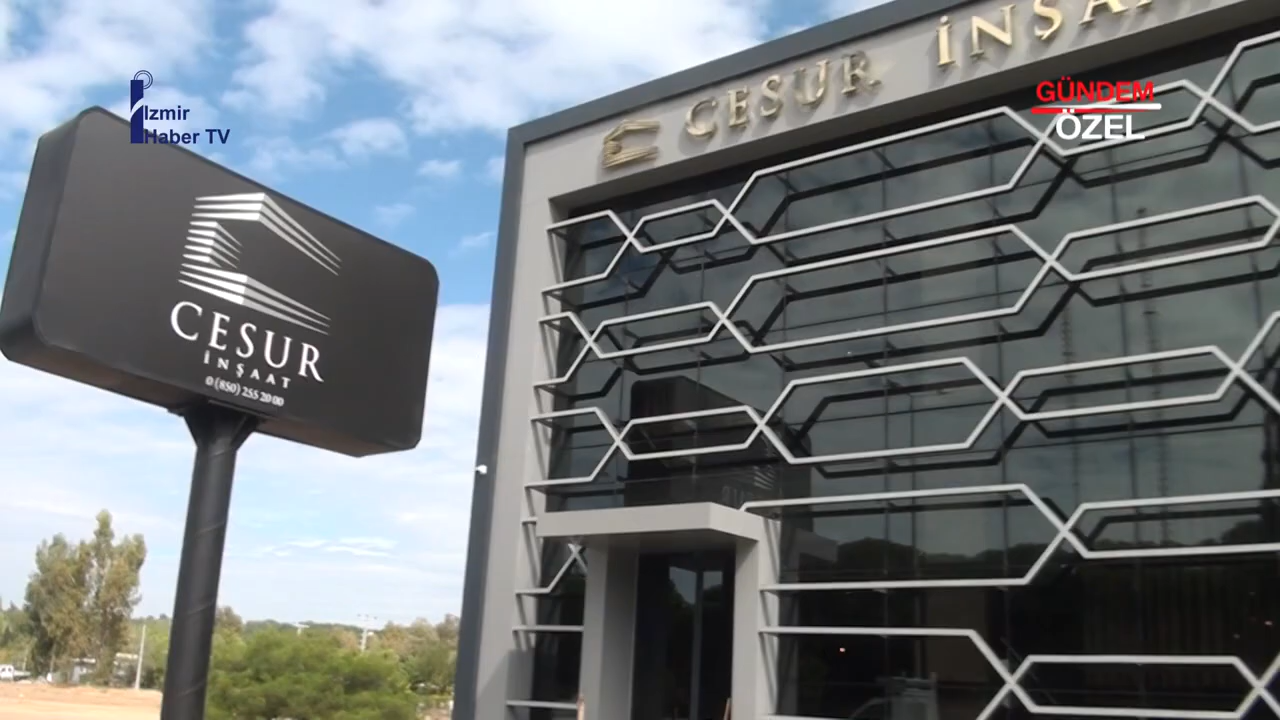 İzmir
Haber TV
GÜNDEM
ÖZEL
CESUR İNŞA
CESUR
İNŞAAT
0 (850) 255 20 00